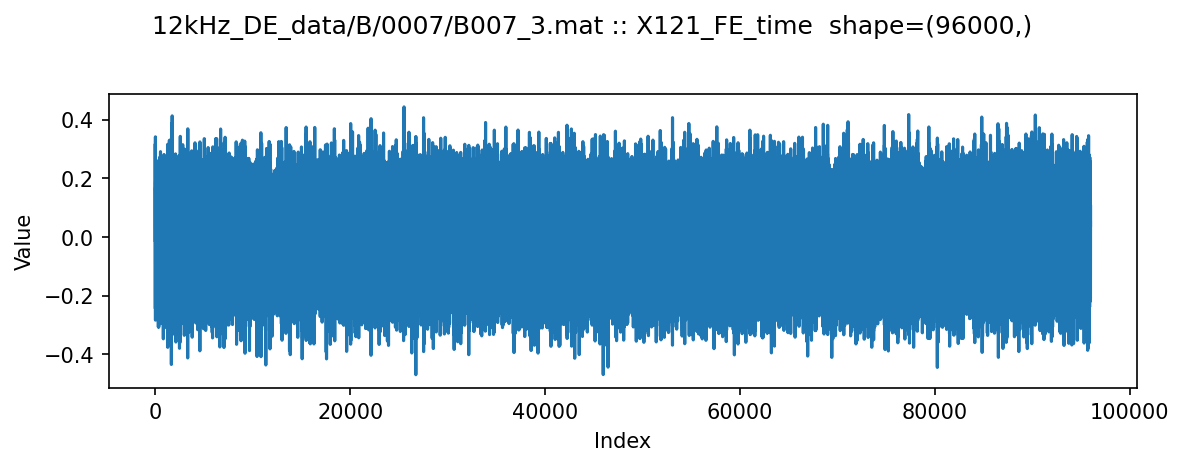 12kHz_DE_data/B/0007/B007_3.mat :: X121_FE_time  shape=(96000,)
0.4
0.2
0.0
−0.2
−0.4
Value
0 20000 40000 60000 80000 100000
Index